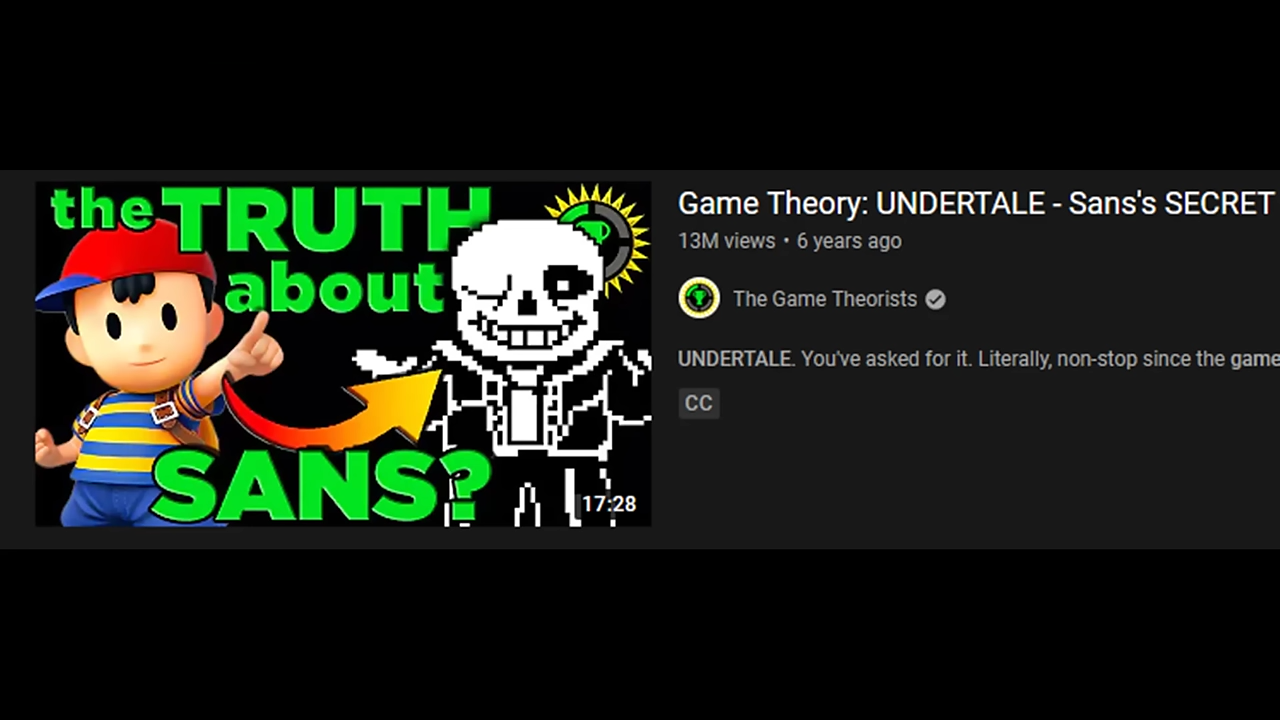 the TRUTH
about
SANS?
17:28
Game Theory: UNDERTALE - Sans's SECRET
13M views • 6 years ago
The Game Theorists
UNDERTALE. You've asked for it. Literally, non-stop since the game
CC